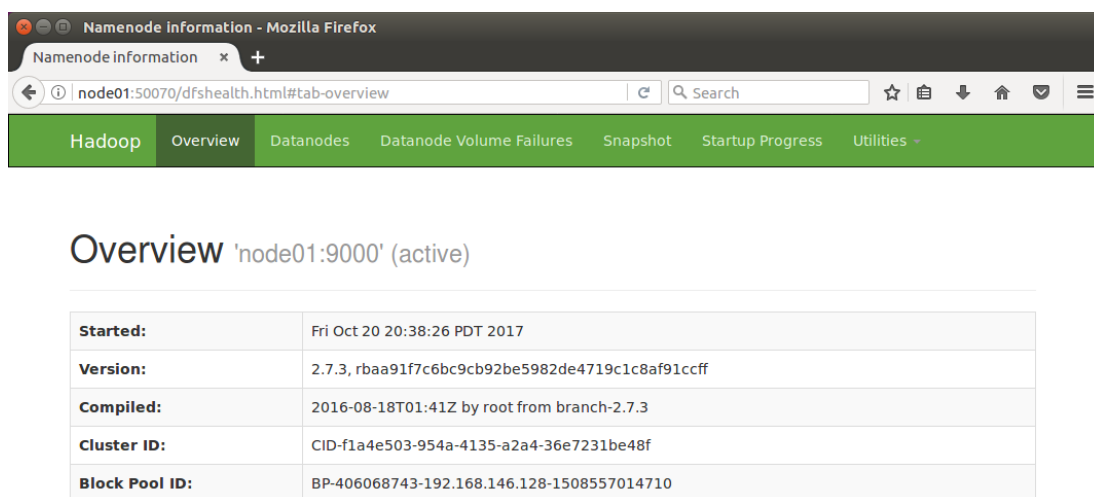 Namenode information - Mozilla Firefox
Namenode information × +
node01:50070/dfshealth.html#tab-overview Search
Hadoop Overview Datanodes Datanode Volume Failures Snapshot Startup Progress Utilities
Overview 'node01:9000' (active)
Started: Fri Oct 20 20:38:26 PDT 2017
Version: 2.7.3, rbaa91f7c6bc9cb92be5982de4719c1c8af91ccff
Compiled: 2016-08-18T01:41Z by root from branch-2.7.3
Cluster ID: CID-f1a4e503-954a-4135-a2a4-36e7231be48f
Block Pool ID: BP-406068743-192.168.146.128-1508557014710